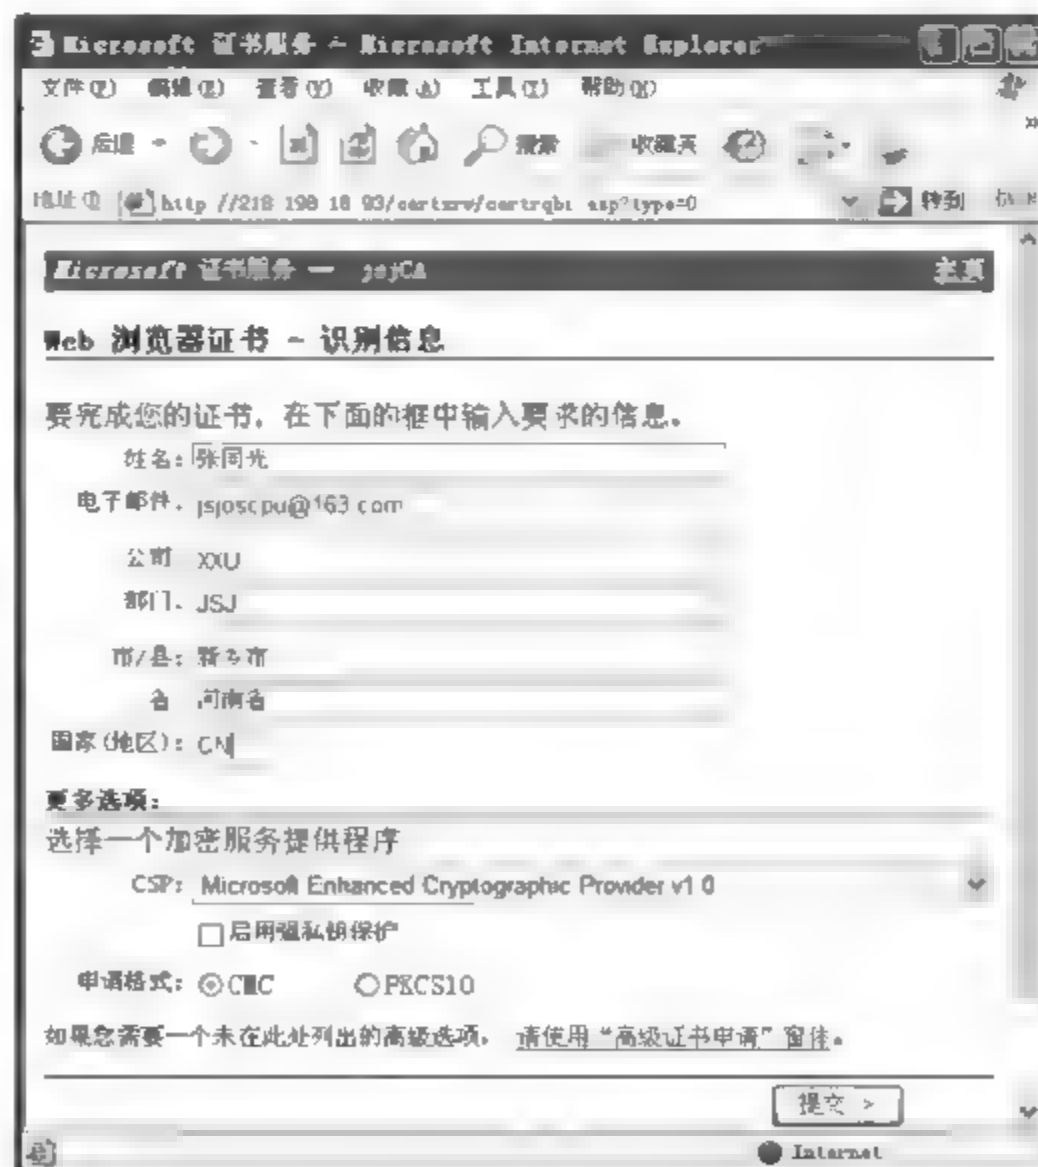 Microsoft 证书服务 - Microsoft Internet Explorer
文件(F) 编辑(E) 查看(V) 收藏(A) 工具(T) 帮助(H)
后退 搜索 收藏夹
地址(D) http //218 198 18 93/certsrv/certrqbi asp?type=0 转到
Microsoft 证书服务 — jsjCA 主页
Web 浏览器证书 - 识别信息
要完成您的证书，在下面的框中输入要求的信息。
姓名: 张国光
电子邮件. jsjoscpu@163 com
公司 XXU
部门. JSJ
市/县: 新乡市
省 河南省
国家(地区): CN
更多选项:
选择一个加密服务提供程序
CSP: Microsoft Enhanced Cryptographic Provider v1 0
启用强私钥保护
申请格式: CMC PKCS10
如果您需要一个未在此处列出的高级选项，请使用“高级证书申请”窗体。
提交 >
Internet